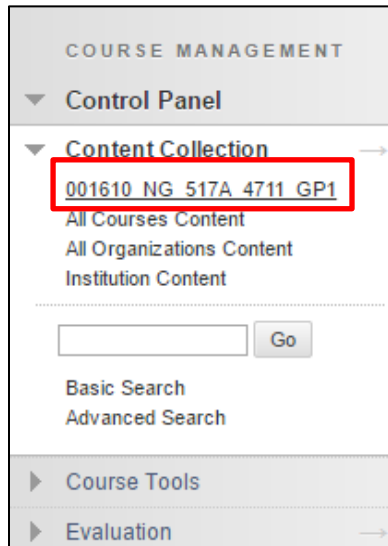 COURSE MANAGEMENT
Control Panel
Content Collection
001610_NG_517A_4711_GP1
All Courses Content
All Organizations Content
Institution Content
Go
Basic Search
Advanced Search
Course Tools
Evaluation